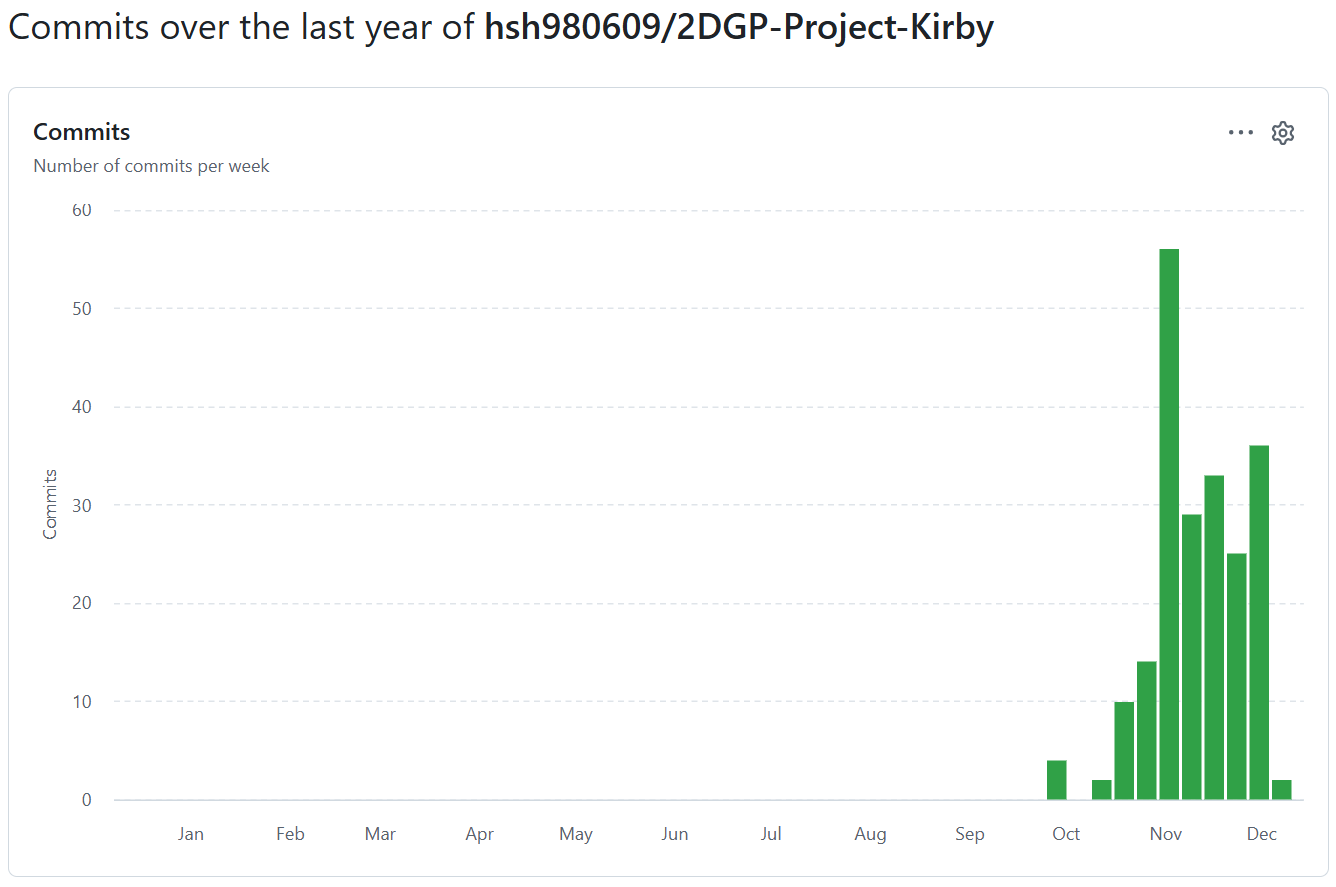 Commits over the last year of hsh980609/2DGP-Project-Kirby
Commits
Number of commits per week
60
50
40
30
20
10
0
Commits
Jan Feb Mar Apr May Jun Jul Aug Sep Oct Nov Dec